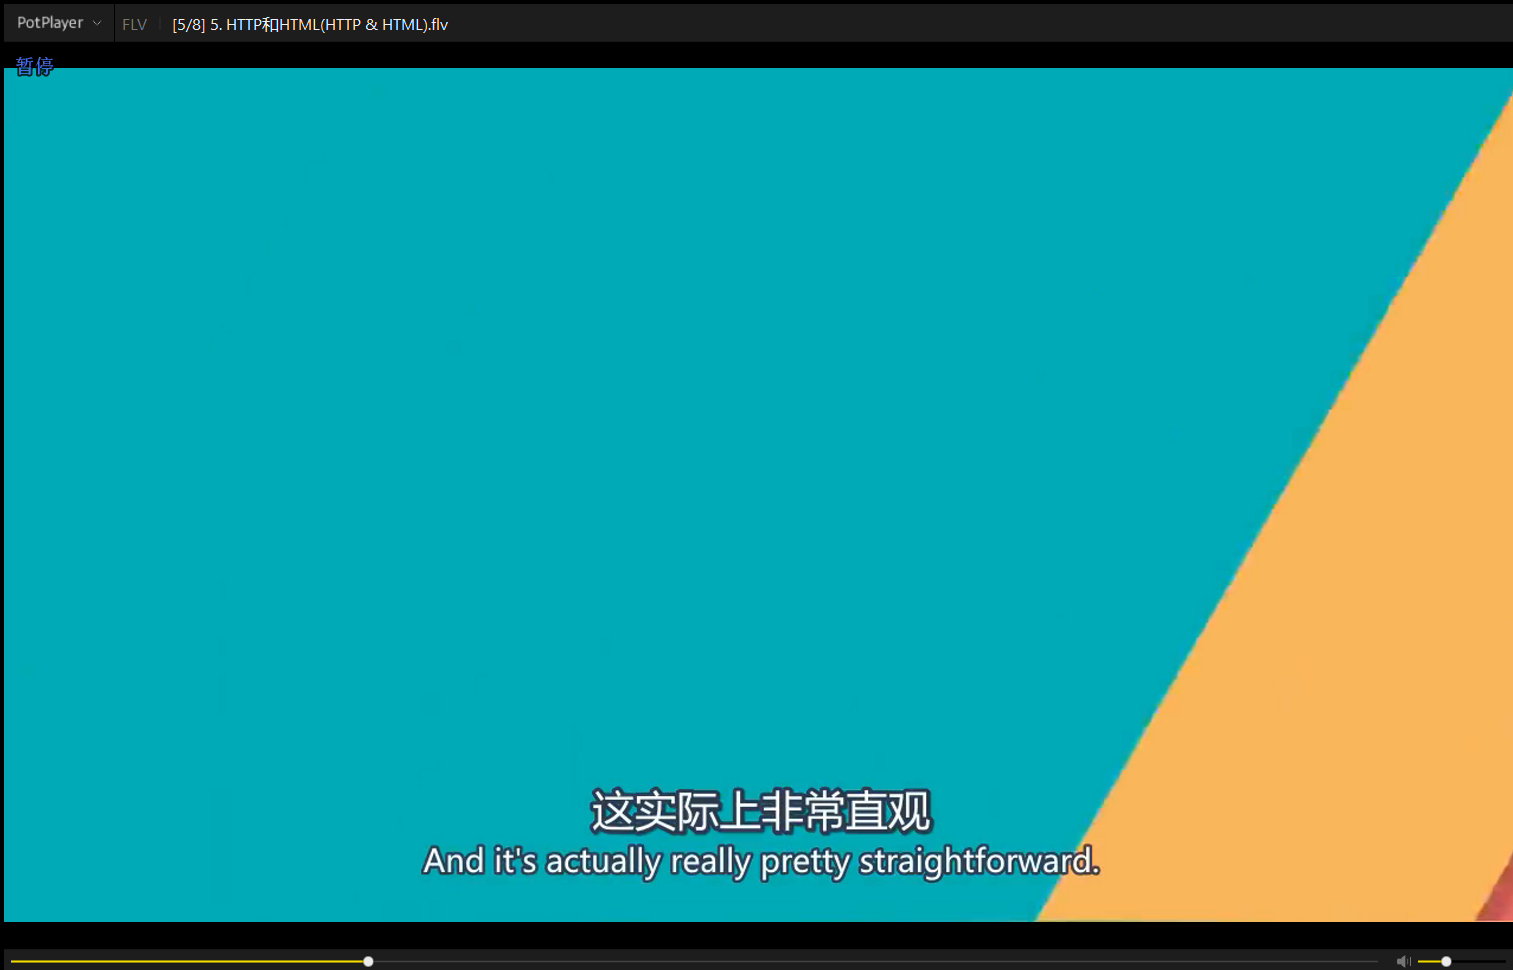 PotPlayer FLV [5/8] 5. HTTP和HTML(HTTP & HTML).flv
暂停
这实际上非常直观
And it's actually really pretty straightforward.